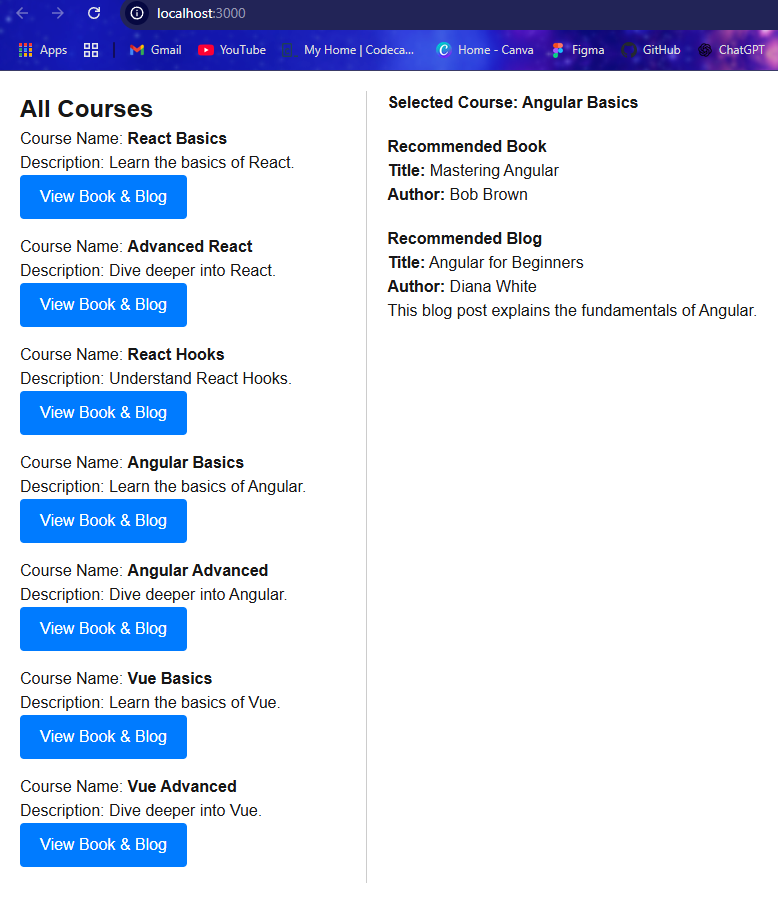 localhost:3000
Apps
Gmail
YouTube
My Home | Codeca...
Home - Canva
Figma
GitHub
ChatGPT
All Courses
Course Name: React Basics
Description: Learn the basics of React.
View Book & Blog
Course Name: Advanced React
Description: Dive deeper into React.
View Book & Blog
Course Name: React Hooks
Description: Understand React Hooks.
View Book & Blog
Course Name: Angular Basics
Description: Learn the basics of Angular.
View Book & Blog
Course Name: Angular Advanced
Description: Dive deeper into Angular.
View Book & Blog
Course Name: Vue Basics
Description: Learn the basics of Vue.
View Book & Blog
Course Name: Vue Advanced
Description: Dive deeper into Vue.
View Book & Blog
Selected Course: Angular Basics
Recommended Book
Title: Mastering Angular
Author: Bob Brown
Recommended Blog
Title: Angular for Beginners
Author: Diana White
This blog post explains the fundamentals of Angular.